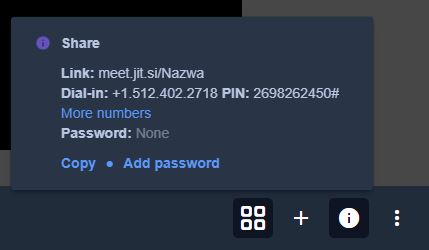 Share
Link: meet.jit.si/Nazwa
Dial-in: +1.512.402.2718 PIN: 2698262450#
More numbers
Password: None
Copy ● Add password